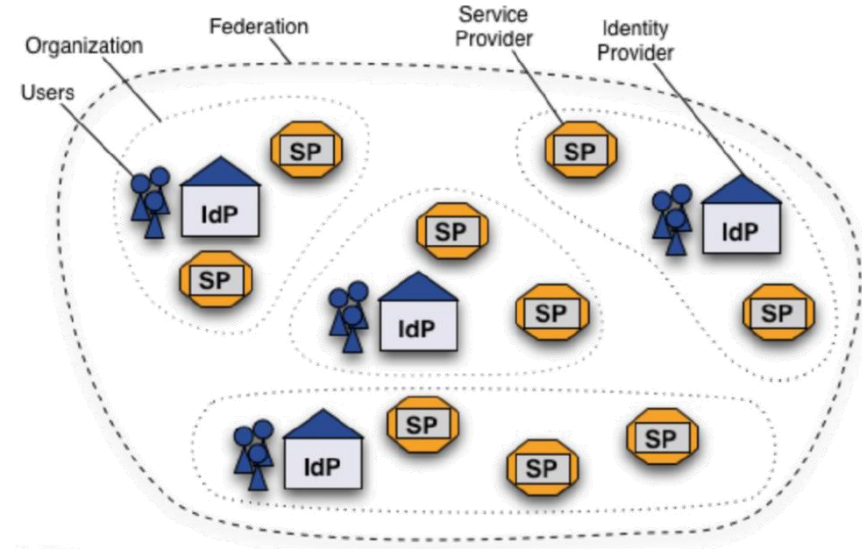 Service
Provider
Identity
Provider
Federation
Organization
Users
SP
SP
IdP
IdP
SP
IdP
SP
SP
SP
IdP
SP
IdP
SP
SP
SP